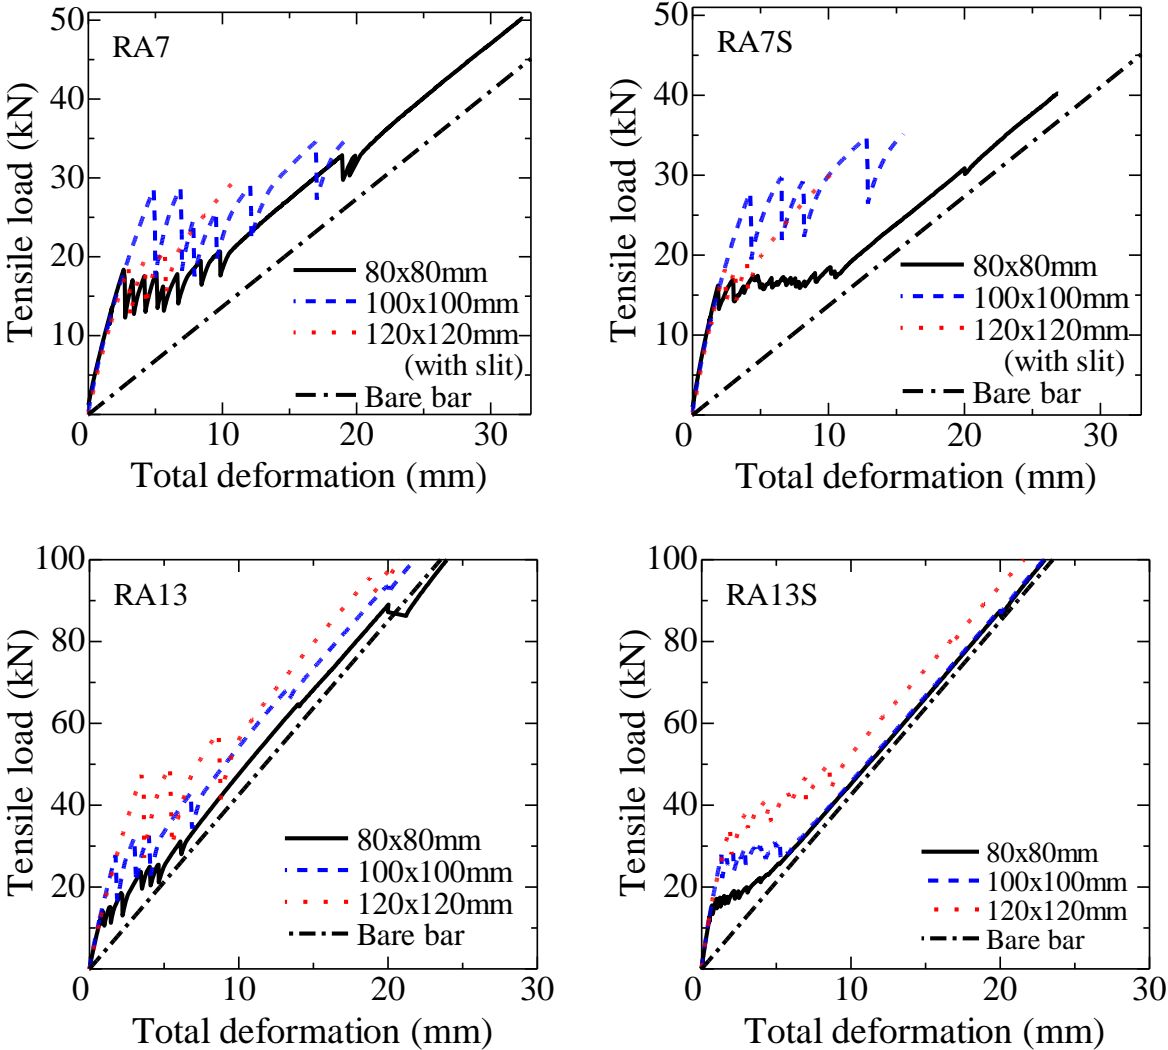 50
40
30
20
10
0
10
20
30
Tensile load (kN)
Total deformation (mm)
RA7
80x80mm
100x100mm
120x120mm
(with slit)
Bare bar
50
40
30
20
10
0
10
20
30
Tensile load (kN)
Total deformation (mm)
RA7S
80x80mm
100x100mm
120x120mm
(with slit)
Bare bar
100
80
60
40
20
0
10
20
30
Tensile load (kN)
Total deformation (mm)
RA13
80x80mm
100x100mm
120x120mm
Bare bar
100
80
60
40
20
0
10
20
30
Tensile load (kN)
Total deformation (mm)
RA13S
80x80mm
100x100mm
120x120mm
Bare bar